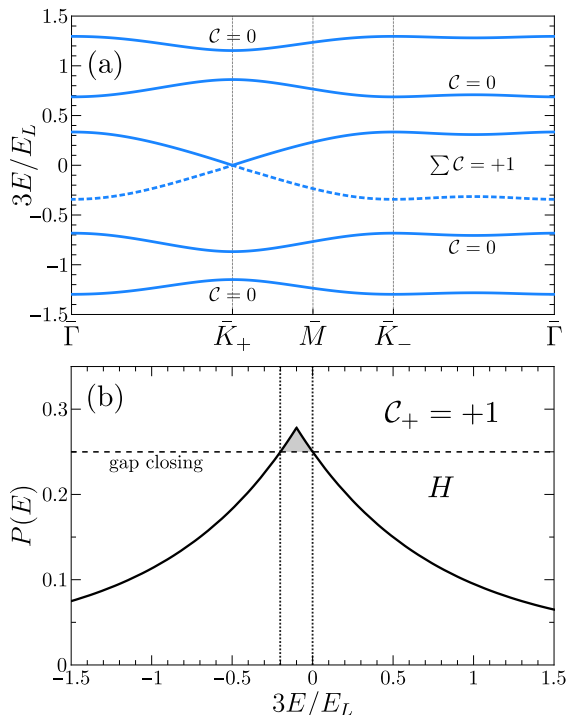 1.5
(a)
𝒞 = 0
1
𝒞 = 0
0.5
3E/E_L
0
∑ 𝒞 = +1
-0.5
𝒞 = 0
-1
𝒞 = 0
-1.5
Γ̄ K̄₊ M̄ K̄₋ Γ̄
(b)
𝒞₊ = +1
0.3
gap closing
H
0.2
P(E)
0.1
0
-1.5 -1 -0.5 0 0.5 1 1.5
3E/E_L